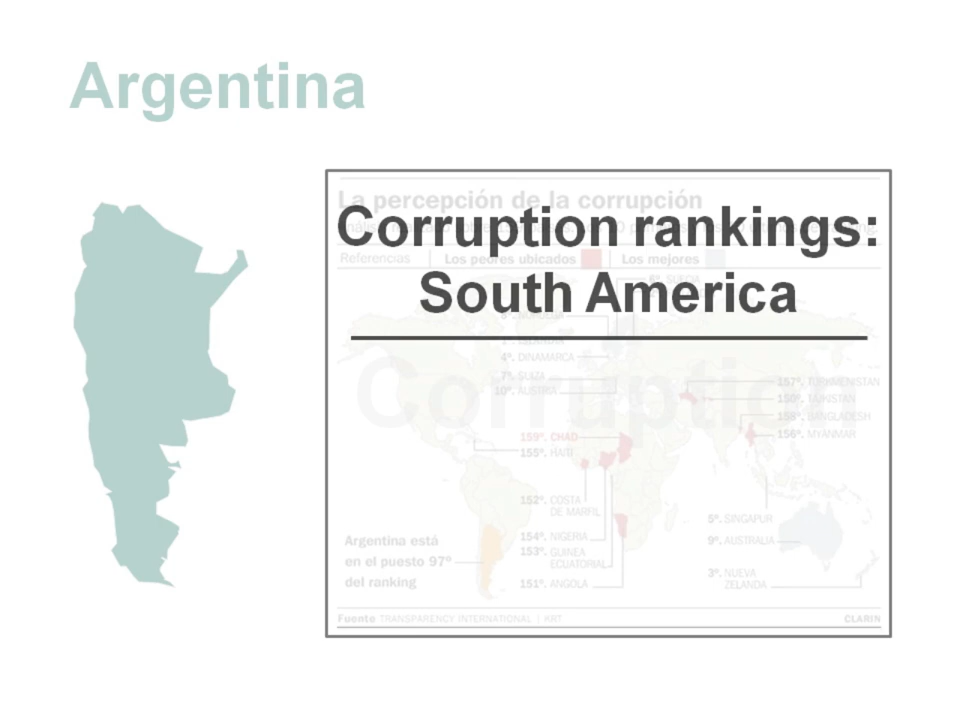 Argentina
La percepción de la corrupción
Corruption rankings:
Referencias Los peores ubicados Los mejores
South America
4º. DINAMARCA
7º. SUIZA
10º. AUSTRIA
Corruption
157º. TURKMENISTAN
150º. TAJIKISTAN
158º. BANGLADESH
156º. MYANMAR
159º. CHAD
155º. HAITI
152º. COSTA
DE MARFIL
154º. NIGERIA
153º. GUINEA
ECUATORIAL
151º. ANGOLA
5º. SINGAPUR
9º. AUSTRALIA
3º. NUEVA
ZELANDA
Argentina está
en el puesto 97º
del ranking
Fuente TRANSPARENCY INTERNATIONAL | KRT CLARIN